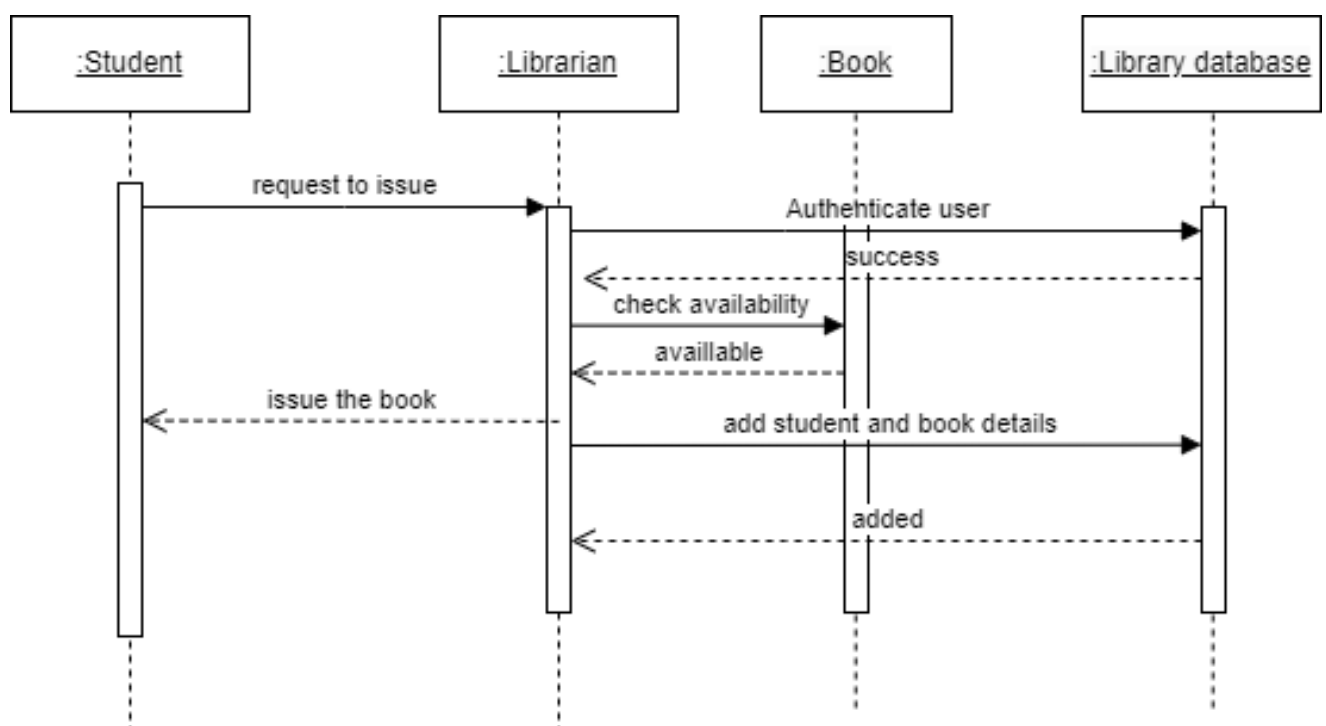 :Student
:Librarian
:Book
:Library database
request to issue
Authenticate user
success
check availability
availlable
issue the book
add student and book details
added